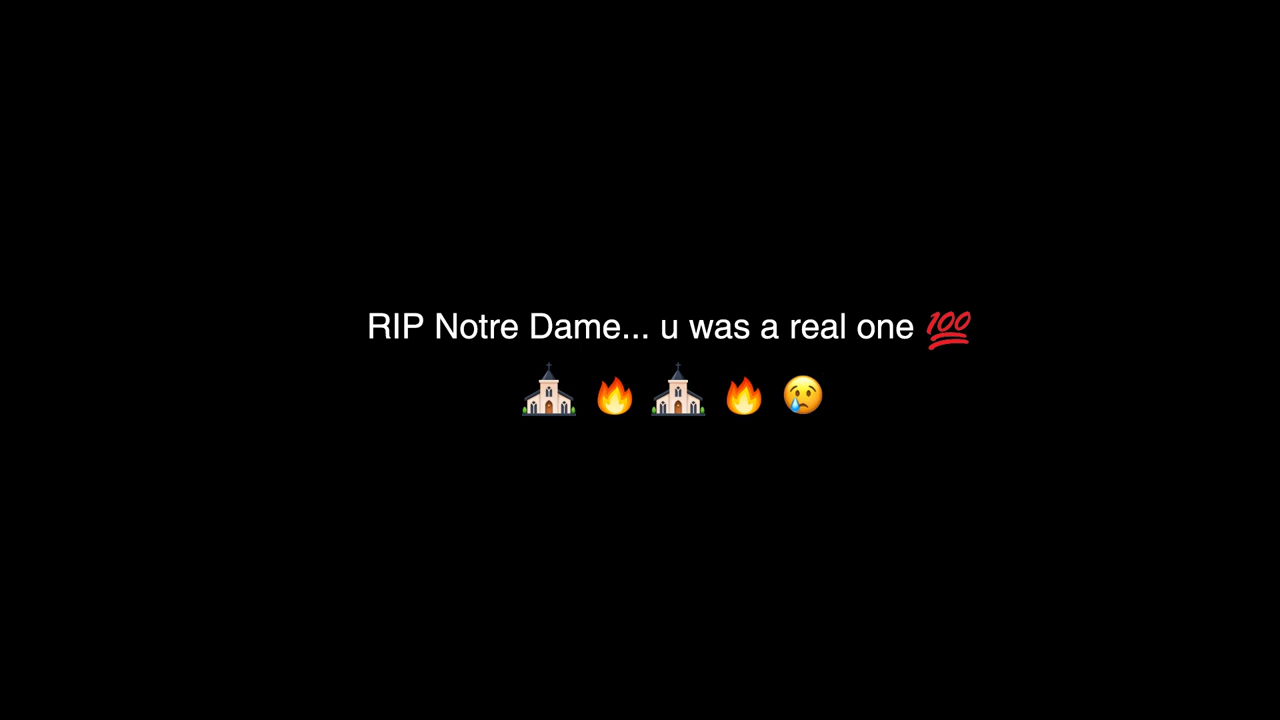 RIP Notre Dame... u was a real one 💯
⛪ 🔥 ⛪ 🔥 😢